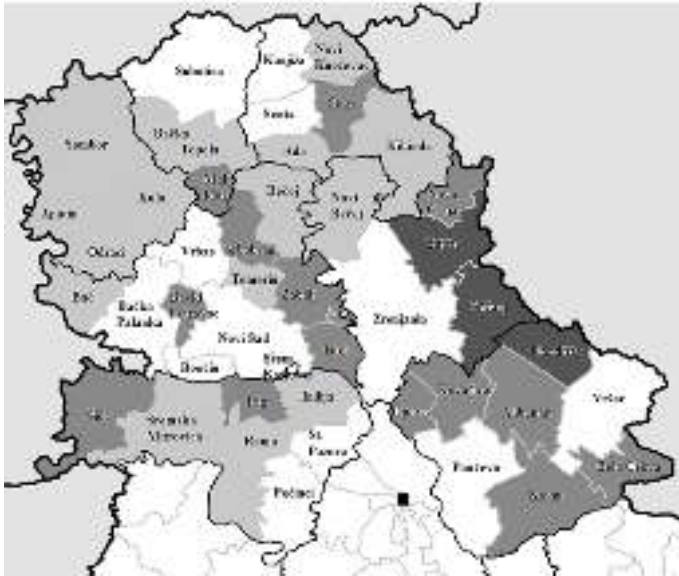 Subotica
Kanjiža
Novi
Kneževac
Senta
Čoka
Sombor
Bačka
Topola
Ada
Kikinda
Mali
Apatin
Kula
Bečej
Novi
Bečej
Odžaci
Vrbas
Bač
Temerin
Žabalj
Bačka
Palanka
Bački
Novi Sad
Zrenjanin
Beočin
Vršac
Šid
Sremska
Mitrovica
Irig
Inđija
Ruma
St.
Pazova
Pećinci
Alibunar
Pančevo
Kovin
Bela Crkva